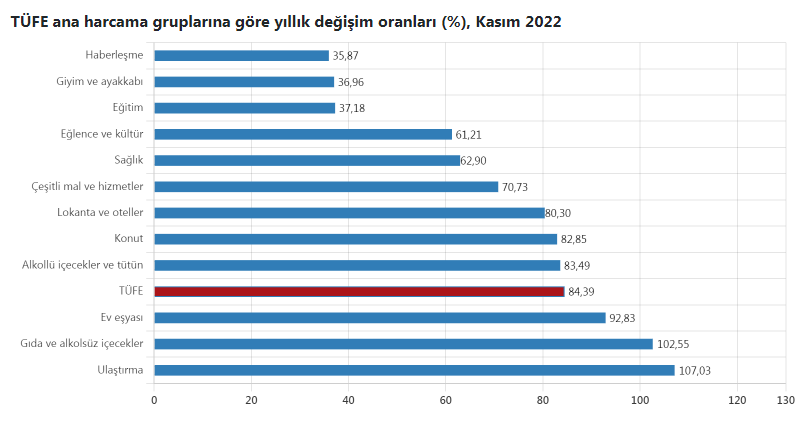 TÜFE ana harcama gruplarına göre yıllık değişim oranları (%), Kasım 2022
Haberleşme 35,87
Giyim ve ayakkabı 36,96
Eğitim 37,18
Eğlence ve kültür 61,21
Sağlık 62,90
Çeşitli mal ve hizmetler 70,73
Lokanta ve oteller 80,30
Konut 82,85
Alkollü içecekler ve tütün 83,49
TÜFE 84,39
Ev eşyası 92,83
Gıda ve alkolsüz içecekler 102,55
Ulaştırma 107,03
0 20 40 60 80 100 120 130